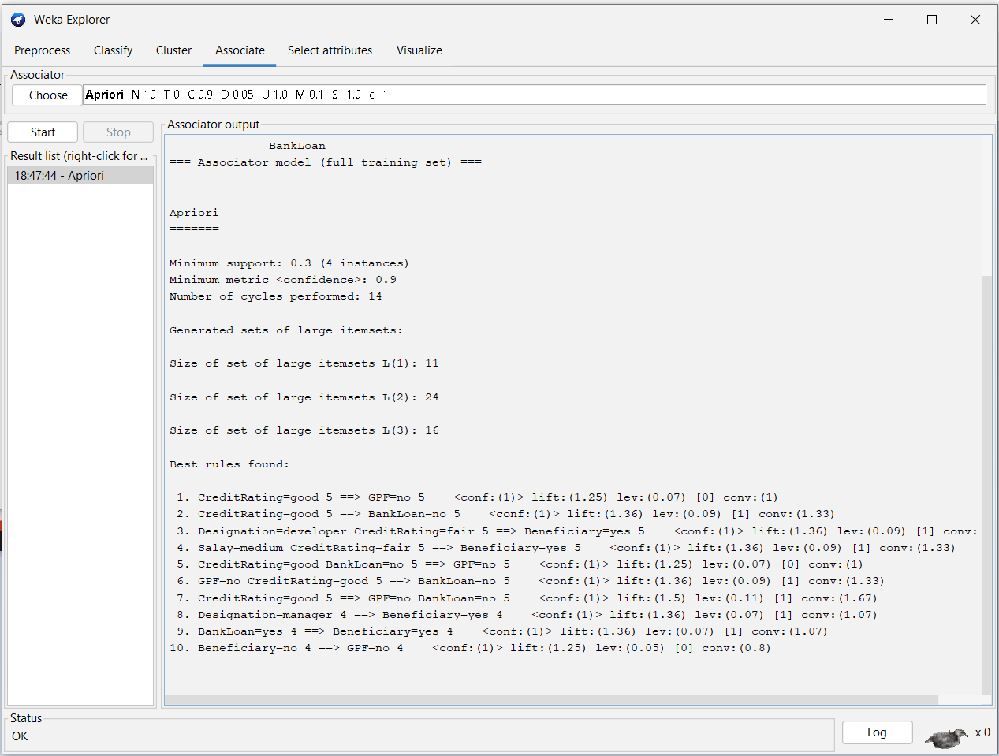 Weka Explorer
Preprocess Classify Cluster Associate Select attributes Visualize
Associator
Choose Apriori -N 10 -T 0 -C 0.9 -D 0.05 -U 1.0 -M 0.1 -S -1.0 -c -1
Start Stop
Result list (right-click for ...
18:47:44 - Apriori
Associator output
BankLoan
=== Associator model (full training set) ===
Apriori
=======
Minimum support: 0.3 (4 instances)
Minimum metric <confidence>: 0.9
Number of cycles performed: 14
Generated sets of large itemsets:
Size of set of large itemsets L(1): 11
Size of set of large itemsets L(2): 24
Size of set of large itemsets L(3): 16
Best rules found:
1. CreditRating=good 5 ==> GPF=no 5    <conf:(1)> lift:(1.25) lev:(0.07) [0] conv:(1)
2. CreditRating=good 5 ==> BankLoan=no 5    <conf:(1)> lift:(1.36) lev:(0.09) [1] conv:(1.33)
3. Designation=developer CreditRating=fair 5 ==> Beneficiary=yes 5    <conf:(1)> lift:(1.36) lev:(0.09) [1] conv:
4. Salay=medium CreditRating=fair 5 ==> Beneficiary=yes 5    <conf:(1)> lift:(1.36) lev:(0.09) [1] conv:(1.33)
5. CreditRating=good BankLoan=no 5 ==> GPF=no 5    <conf:(1)> lift:(1.25) lev:(0.07) [0] conv:(1)
6. GPF=no CreditRating=good 5 ==> BankLoan=no 5    <conf:(1)> lift:(1.36) lev:(0.09) [1] conv:(1.33)
7. CreditRating=good 5 ==> GPF=no BankLoan=no 5    <conf:(1)> lift:(1.5) lev:(0.11) [1] conv:(1.67)
8. Designation=manager 4 ==> Beneficiary=yes 4    <conf:(1)> lift:(1.36) lev:(0.07) [1] conv:(1.07)
9. BankLoan=yes 4 ==> Beneficiary=yes 4    <conf:(1)> lift:(1.36) lev:(0.07) [1] conv:(1.07)
10. Beneficiary=no 4 ==> GPF=no 4    <conf:(1)> lift:(1.25) lev:(0.05) [0] conv:(0.8)
Status
OK
Log
x 0